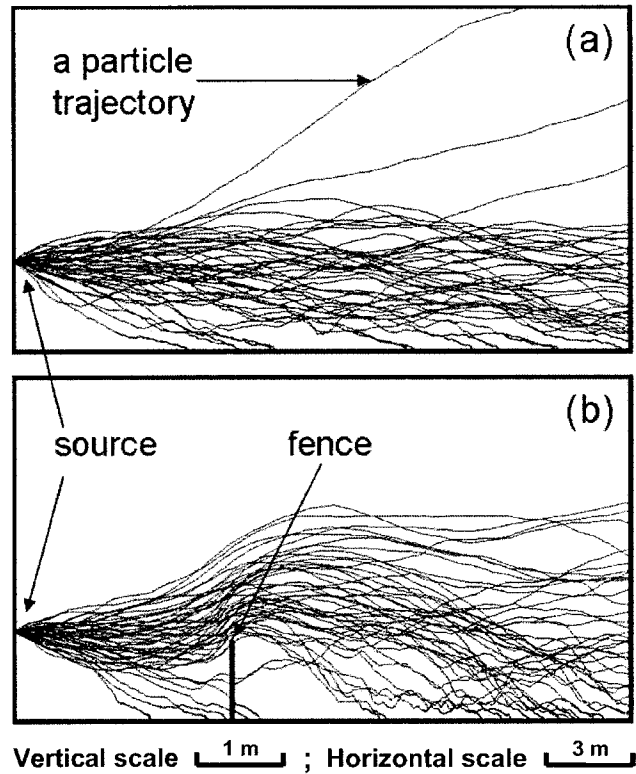 (a)
a particle
trajectory
(b)
source
fence
Vertical scale 1 m ; Horizontal scale 3 m